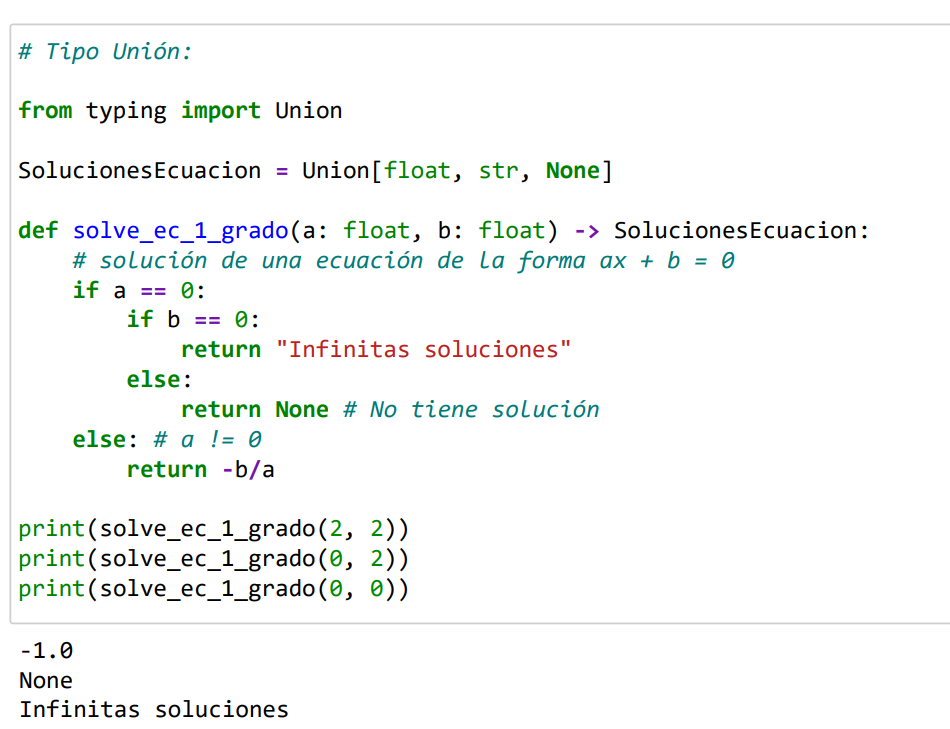 # Tipo Unión:
from typing import Union
SolucionesEcuacion = Union[float, str, None]
def solve_ec_1_grado(a: float, b: float) -> SolucionesEcuacion:
    # solución de una ecuación de la forma ax + b = 0
    if a == 0:
        if b == 0:
            return "Infinitas soluciones"
        else:
            return None # No tiene solución
    else: # a != 0
        return -b/a
print(solve_ec_1_grado(2, 2))
print(solve_ec_1_grado(0, 2))
print(solve_ec_1_grado(0, 0))
-1.0
None
Infinitas soluciones